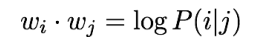 w_i · w_j = log P(i|j)